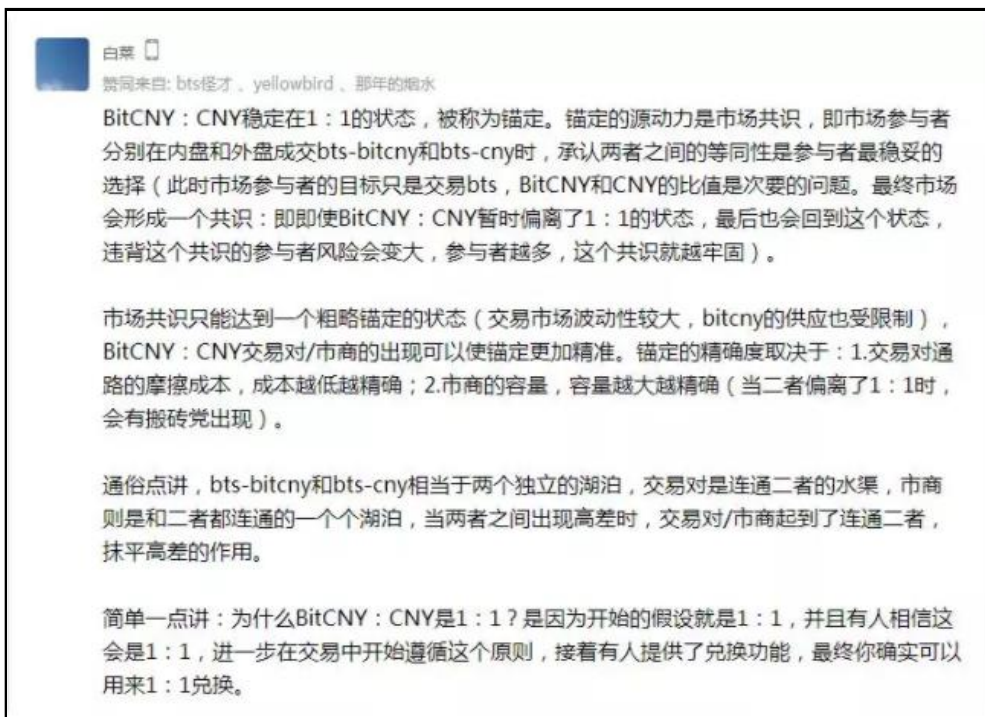 白菜
赞同来自: bts怪才 、yellowbird 、那年的烟水
BitCNY：CNY稳定在1：1的状态，被称为锚定。锚定的源动力是市场共识，即市场参与者
分别在内盘和外盘成交bts-bitcny和bts-cny时，承认两者之间的等同性是参与者最稳妥的
选择（此时市场参与者的目标只是交易bts，BitCNY和CNY的比值是次要的问题。最终市场
会形成一个共识：即即使BitCNY：CNY暂时偏离了1：1的状态，最后也会回到这个状态，
违背这个共识的参与者风险会变大，参与者越多，这个共识就越牢固）。
市场共识只能达到一个粗略锚定的状态（交易市场波动性较大，bitcny的供应也受限制），
BitCNY：CNY交易对/市商的出现可以使锚定更加精准。锚定的精确度取决于：1.交易对通
路的摩擦成本，成本越低越精确；2.市商的容量，容量越大越精确（当二者偏离了1：1时，
会有搬砖党出现）。
通俗点讲，bts-bitcny和bts-cny相当于两个独立的湖泊，交易对是连通二者的水渠，市商
则是和二者都连通的一个个湖泊，当两者之间出现高差时，交易对/市商起到了连通二者，
抹平高差的作用。
简单一点讲：为什么BitCNY：CNY是1：1？是因为开始的假设就是1：1，并且有人相信这
会是1：1，进一步在交易中开始遵循这个原则，接着有人提供了兑换功能，最终你确实可以
用来1：1兑换。